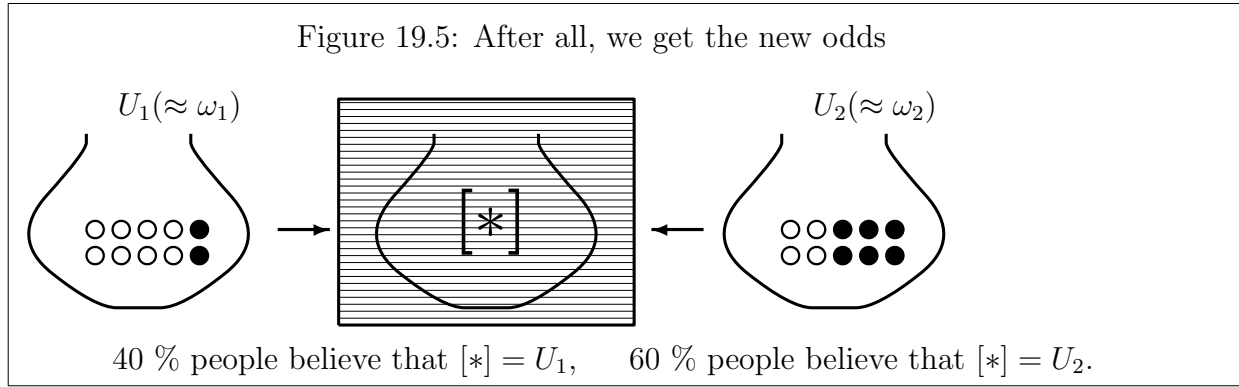 Figure 19.5: After all, we get the new odds
U₁(≈ ω₁) U₂(≈ ω₂)
[*]
40 % people believe that [*] = U₁, 60 % people believe that [*] = U₂.